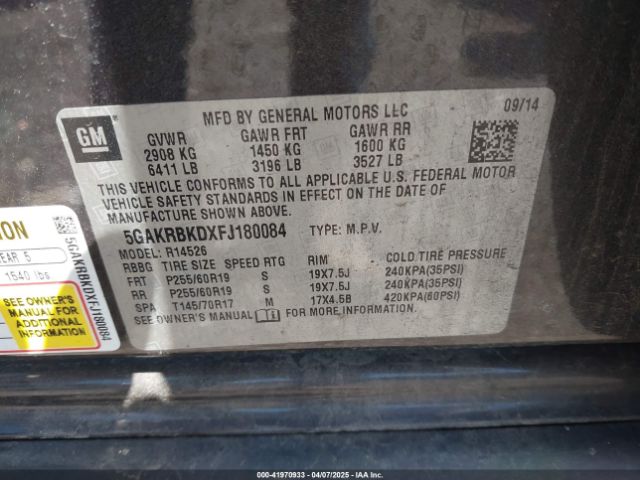 MFD BY GENERAL MOTORS LLC 09/14
GM
GVWR GAWR FRT GAWR RR
2908 KG 1450 KG 1600 KG
6411 LB 3196 LB 3527 LB
THIS VEHICLE CONFORMS TO ALL APPLICABLE U.S. FEDERAL MOTOR
VEHICLE SAFETY STANDARDS IN EFFECT ON THE DATE OF
MANUFACTURE SHOWN ABOVE.
5GAKRBKDXFJ180084 TYPE: M.P.V.
MODEL: R14526
RBBG TIRE SIZE SPEED RTG RIM COLD TIRE PRESSURE
FRT P255/60R19 S 19X7.5J 240KPA(35PSI)
RR P255/60R19 S 19X7.5J 240KPA(35PSI)
SPA T145/70R17 M 17X4.5B 420KPA(60PSI)
SEE OWNER'S MANUAL FOR MORE INFORMATION.
ION
EAR 5
1540 lbs
SEE OWNER'S
MANUAL FOR
ADDITIONAL
INFORMATION
5GAKRBKDXFJ180084
000-41970933 - 04/07/2025 - IAAI.COM